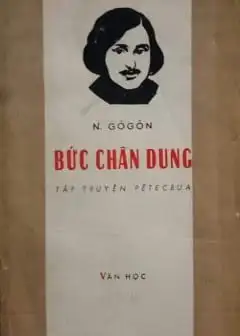 N. GÔGÔN
BỨC CHÂN DUNG
TẬP TRUYỆN PÊTECBUA
VĂN HỌC